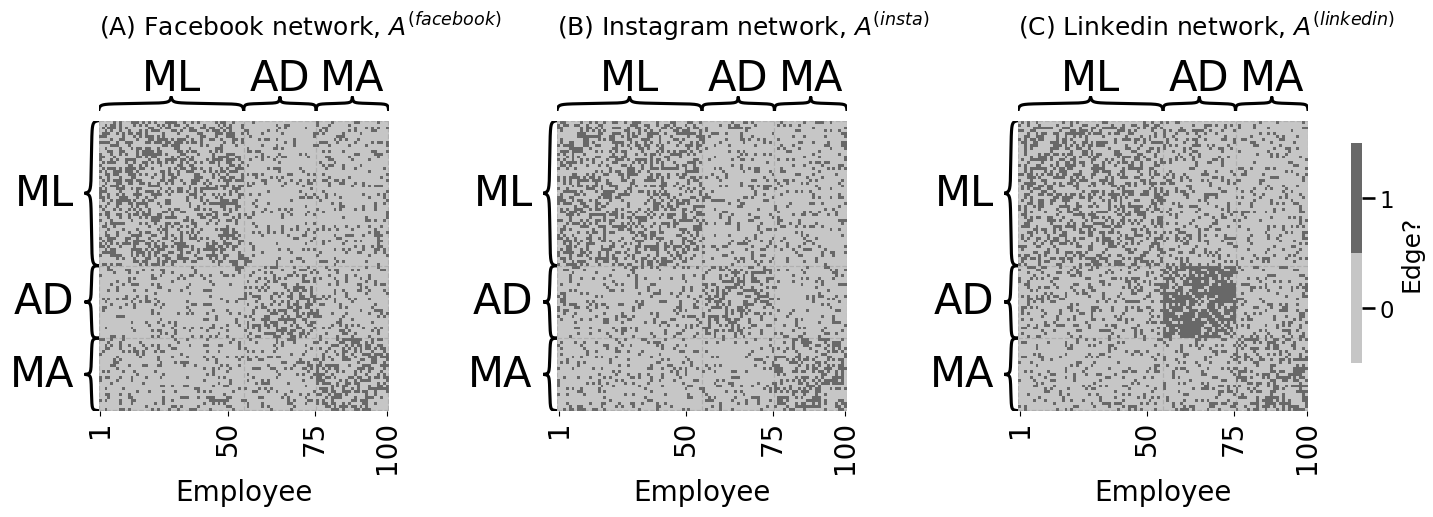 (A) Facebook network, A^(facebook)
ML AD MA
ML
AD
MA
1 50 75 100
Employee
(B) Instagram network, A^(insta)
ML AD MA
ML
AD
MA
1 50 75 100
Employee
(C) Linkedin network, A^(linkedin)
ML AD MA
ML
AD
MA
1 50 75 100
Employee
1
0
Edge?